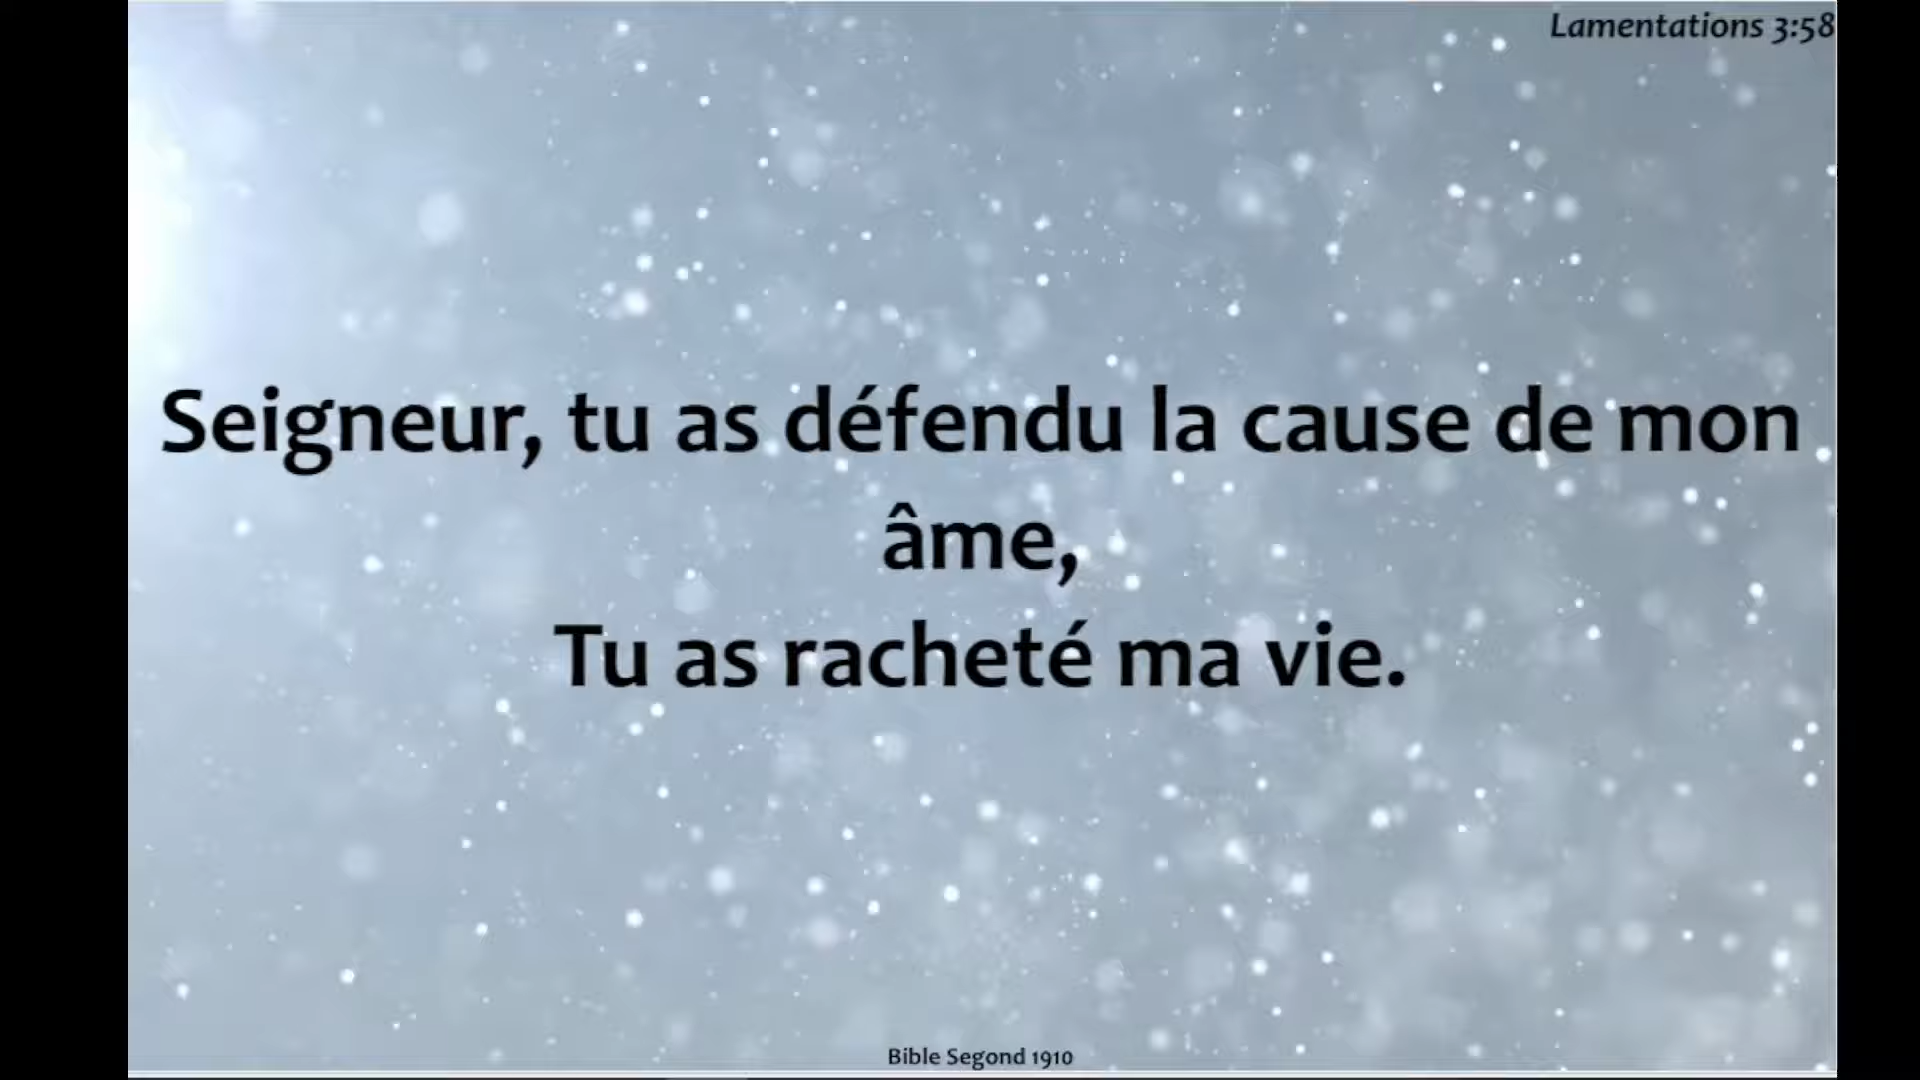 Lamentations 3:58
Seigneur, tu as défendu la cause de mon
âme,
Tu as racheté ma vie.
Bible Segond 1910